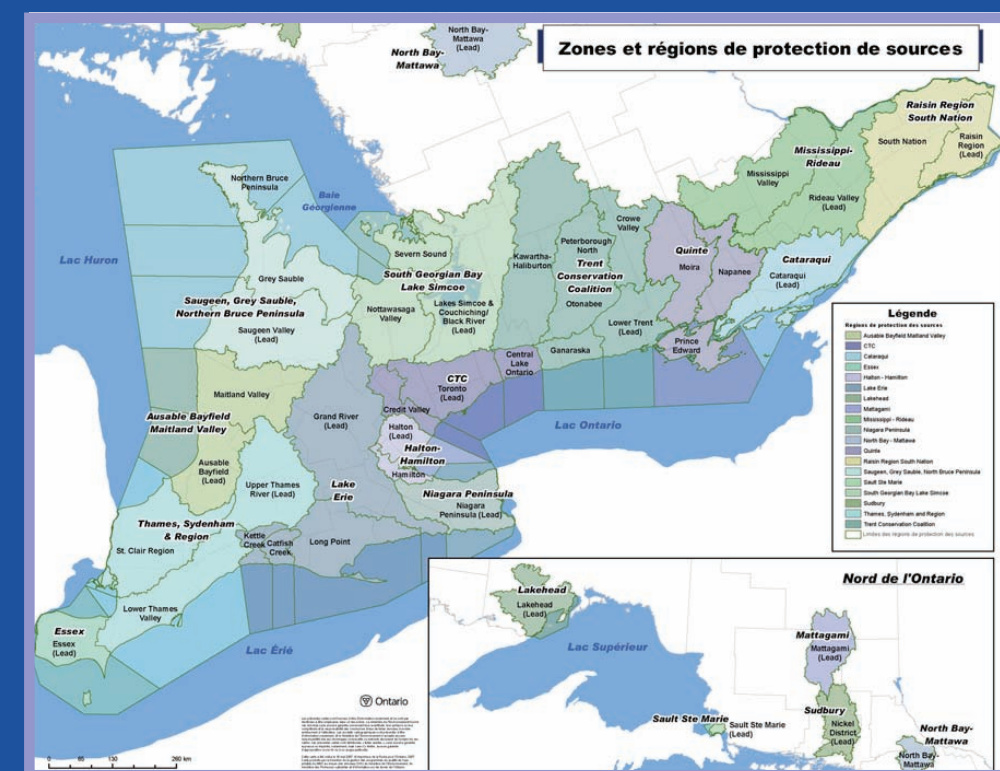 Zones et régions de protection de sources
North Bay-
Mattawa
(Lead)
North Bay-
Mattawa
Raisin Region
South Nation
South Nation
Raisin
Region
(Lead)
Mississippi-
Rideau
Mississippi
Valley
Rideau Valley
(Lead)
Northern Bruce
Peninsula
Baie
Géorgienne
Lac Huron
Grey Sauble
Saugeen, Grey Sauble,
Northern Bruce Peninsula
Saugeen Valley
(Lead)
Severn Sound
South Georgian Bay
Lake Simcoe
Nottawasaga
Valley
Lakes Simcoe &
Couchiching/
Black River
(Lead)
Kawartha-
Haliburton
Crowe
Valley
Peterborough
North
Trent
Conservation
Coalition
Otonabee
Lower Trent
(Lead)
Ganaraska
Quinte
Moira
Napanee
Prince
Edward
Cataraqui
Cataraqui
(Lead)
Maitland Valley
Ausable Bayfield
Maitland Valley
Ausable
Bayfield
(Lead)
Grand River
(Lead)
CTC
Toronto
(Lead)
Central
Lake
Ontario
Credit Valley
Halton
(Lead)
Halton-
Hamilton
Hamilton
Lac Ontario
Niagara Peninsula
Niagara
Peninsula (Lead)
Upper Thames
River (Lead)
Lake
Erie
Thames, Sydenham
& Region
St. Clair Region
Kettle
Creek
Catfish
Creek
Long Point
Lower Thames
Valley
Essex
Essex
(Lead)
Lac Érié
Légende
Régions de protection des sources
Ausable Bayfield Maitland Valley
CTC
Cataraqui
Essex
Halton - Hamilton
Lake Erie
Lakehead
Mattagami
Mississippi - Rideau
Niagara Peninsula
North Bay - Mattawa
Quinte
Raisin Region South Nation
Saugeen, Grey Sauble, North Bruce Peninsula
Sault Ste Marie
South Georgian Bay Lake Simcoe
Sudbury
Thames, Sydenham and Region
Trent Conservation Coalition
Limites des régions de protection des sources
Nord de l'Ontario
Lakehead
Lakehead
(Lead)
Lac Supérieur
Mattagami
Mattagami
(Lead)
Sault Ste Marie
Sault Ste Marie
(Lead)
Sudbury
Nickel
District
(Lead)
North Bay-
Mattawa
North Bay-
Mattawa
Ontario
0 65 130 260 km